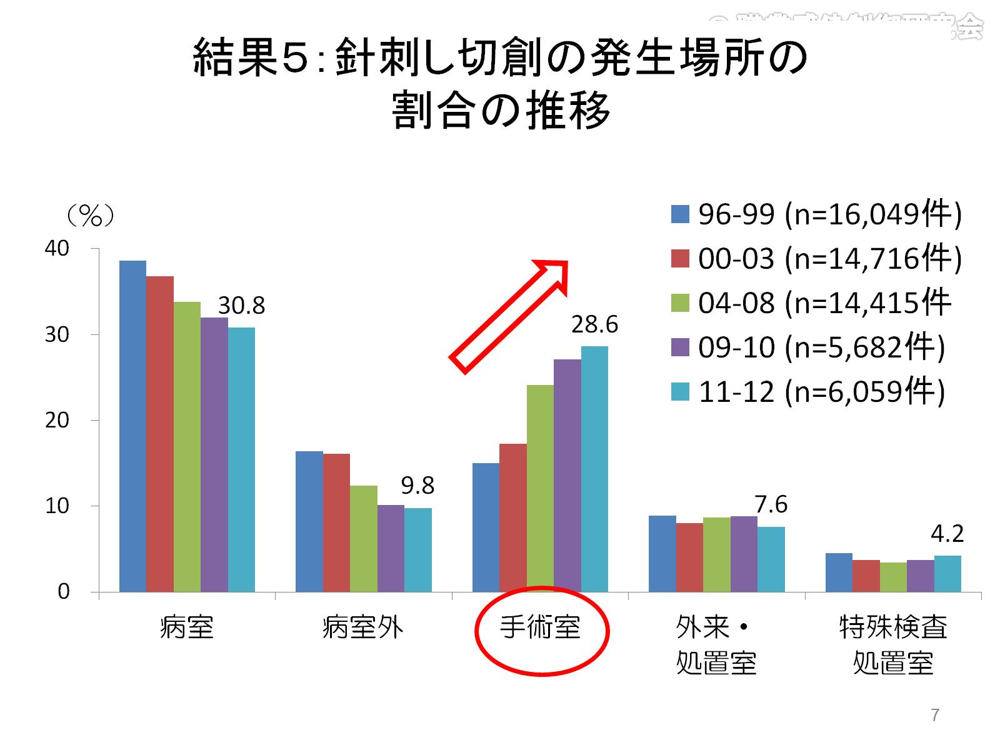 結果５：針刺し切創の発生場所の
割合の推移
（%）
40
30
20
10
0
30.8
9.8
28.6
7.6
4.2
96-99 (n=16,049件)
00-03 (n=14,716件)
04-08 (n=14,415件
09-10 (n=5,682件)
11-12 (n=6,059件)
病室
病室外
手術室
外来・
処置室
特殊検査
処置室
7